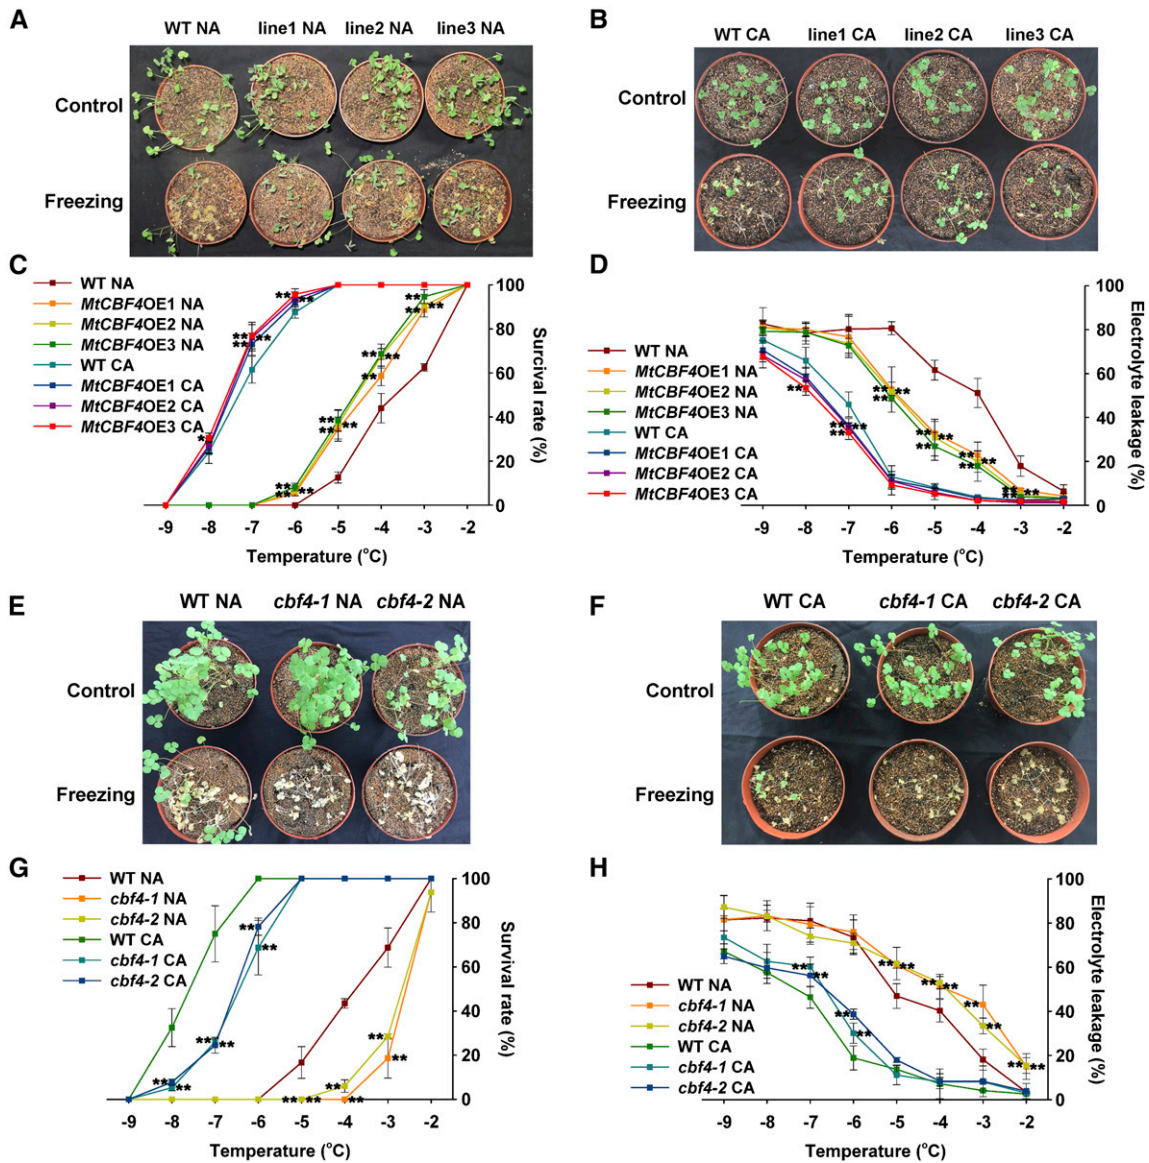 A
WT NA line1 NA line2 NA line3 NA
Control
Freezing
B
WT CA line1 CA line2 CA line3 CA
Control
Freezing
C
WT NA
MtCBF4OE1 NA
MtCBF4OE2 NA
MtCBF4OE3 NA
WT CA
MtCBF4OE1 CA
MtCBF4OE2 CA
MtCBF4OE3 CA
100
80
60
40
20
0
Surcival rate (%)
-9 -8 -7 -6 -5 -4 -3 -2
Temperature (°C)
D
WT NA
MtCBF4OE1 NA
MtCBF4OE2 NA
MtCBF4OE3 NA
WT CA
MtCBF4OE1 CA
MtCBF4OE2 CA
MtCBF4OE3 CA
100
80
60
40
20
0
Electrolyte leakage (%)
-9 -8 -7 -6 -5 -4 -3 -2
Temperature (°C)
E
WT NA cbf4-1 NA cbf4-2 NA
Control
Freezing
F
WT CA cbf4-1 CA cbf4-2 CA
Control
Freezing
G
WT NA
cbf4-1 NA
cbf4-2 NA
WT CA
cbf4-1 CA
cbf4-2 CA
100
80
60
40
20
0
Survival rate (%)
-9 -8 -7 -6 -5 -4 -3 -2
Temperature (°C)
H
WT NA
cbf4-1 NA
cbf4-2 NA
WT CA
cbf4-1 CA
cbf4-2 CA
100
80
60
40
20
0
Electrolyte leakage (%)
-9 -8 -7 -6 -5 -4 -3 -2
Temperature (°C)